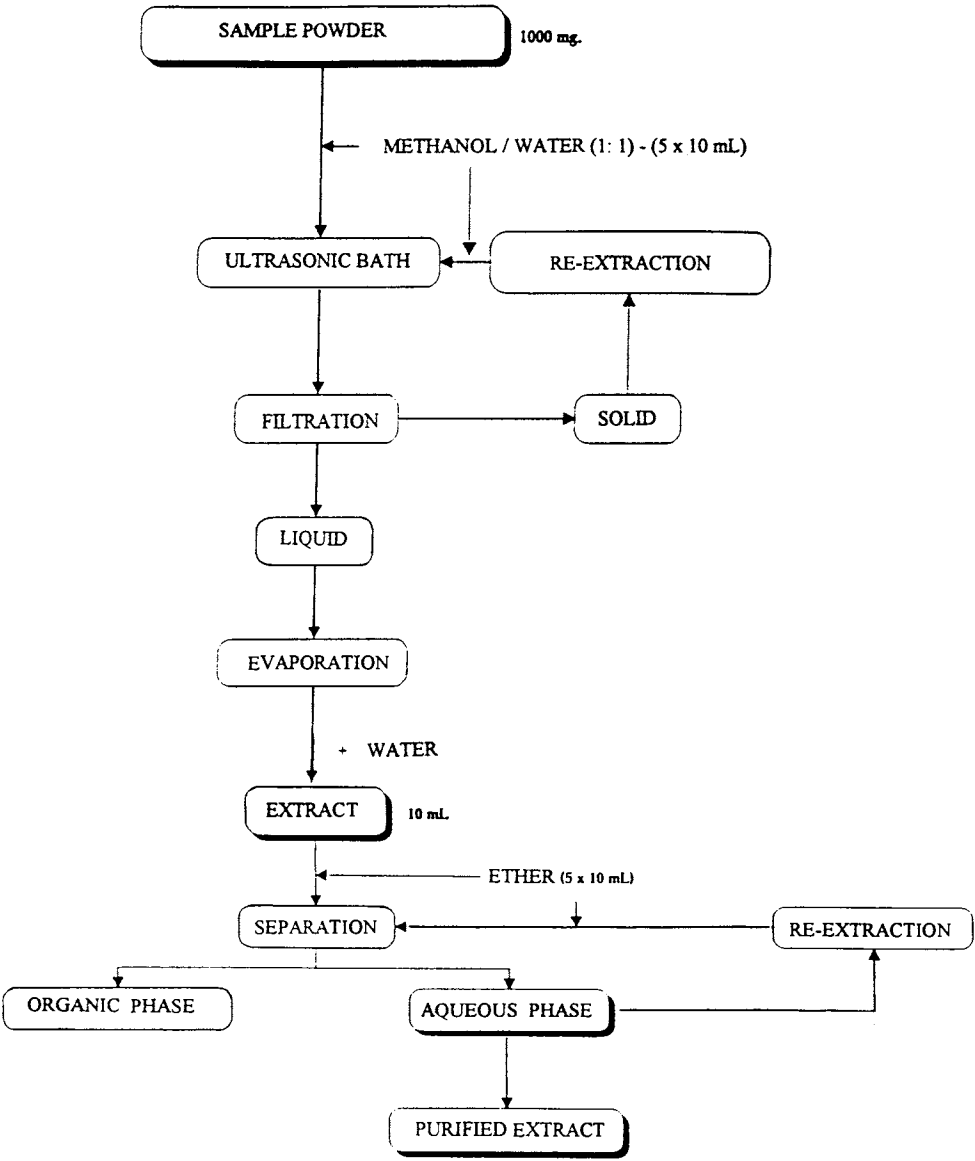 SAMPLE POWDER
1000 mg.
METHANOL / WATER (1: 1) - (5 x 10 mL)
ULTRASONIC BATH
RE-EXTRACTION
FILTRATION
SOLID
LIQUID
EVAPORATION
+ WATER
EXTRACT
10 mL
ETHER (5 x 10 mL)
SEPARATION
RE-EXTRACTION
ORGANIC PHASE
AQUEOUS PHASE
PURIFIED EXTRACT